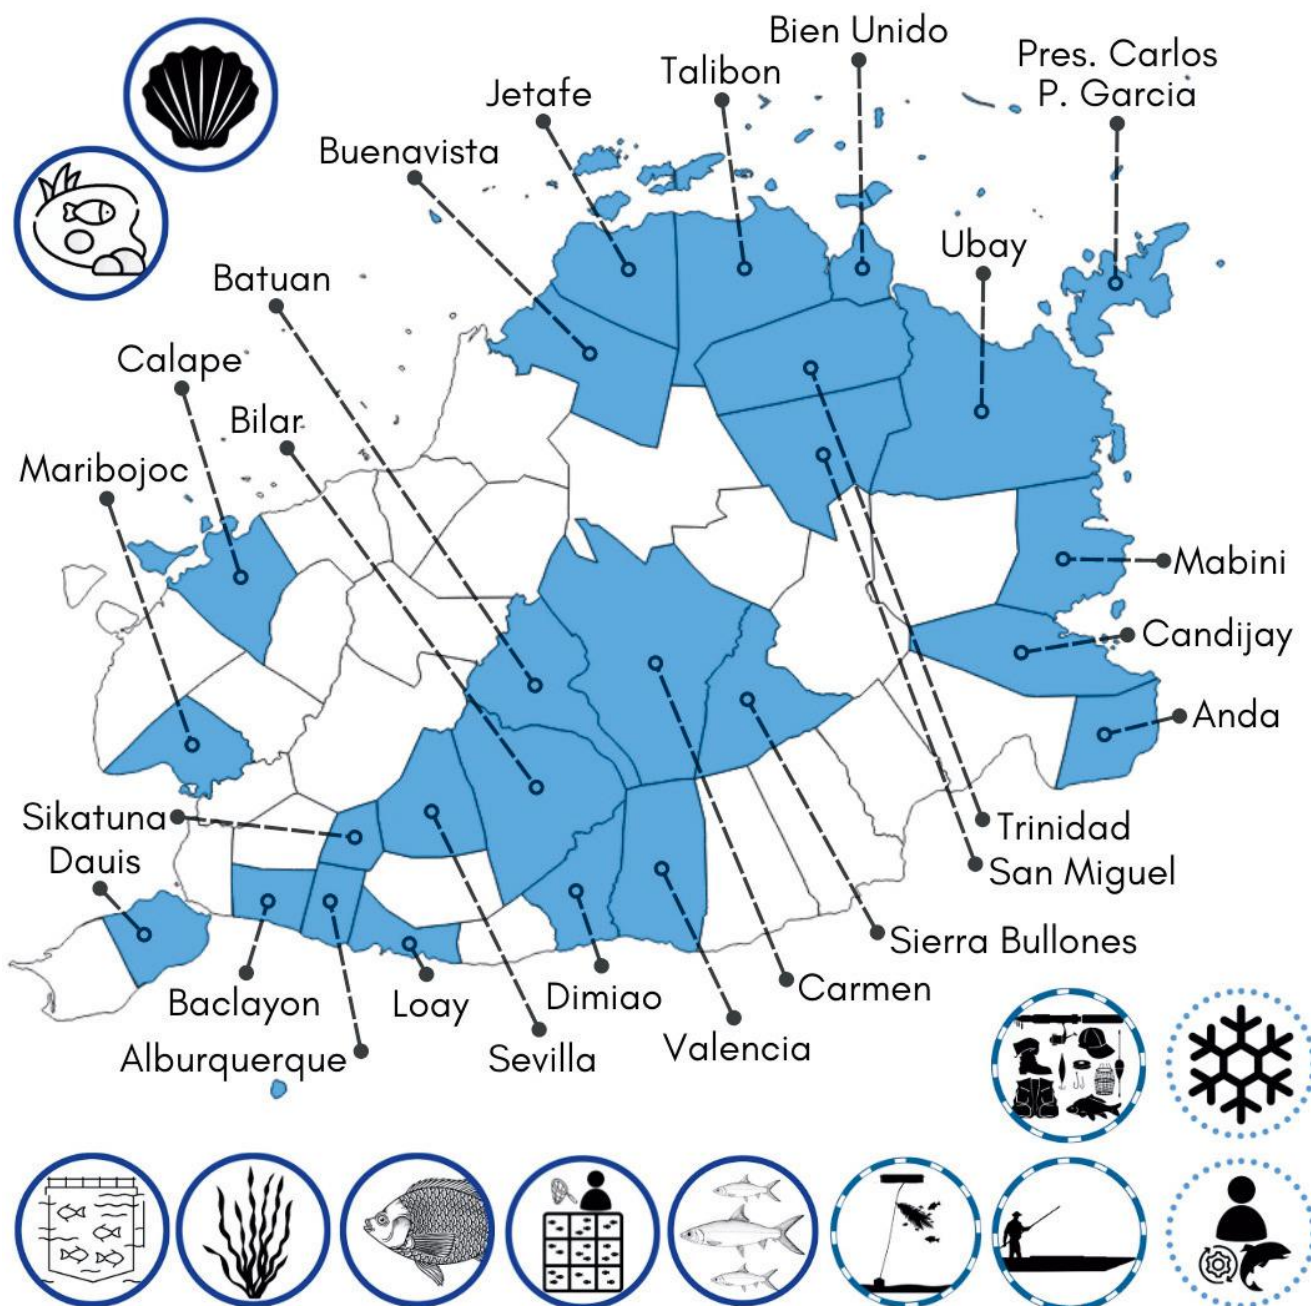 Bien Unido
Talibon
Pres. Carlos
P. Garcia
Jetafe
Buenavista
Ubay
Batuan
Calape
Bilar
Maribojoc
Mabini
Candijay
Anda
Sikatuna
Dauis
Trinidad
San Miguel
Sierra Bullones
Carmen
Baclayon
Loay
Dimiao
Valencia
Alburquerque
Sevilla